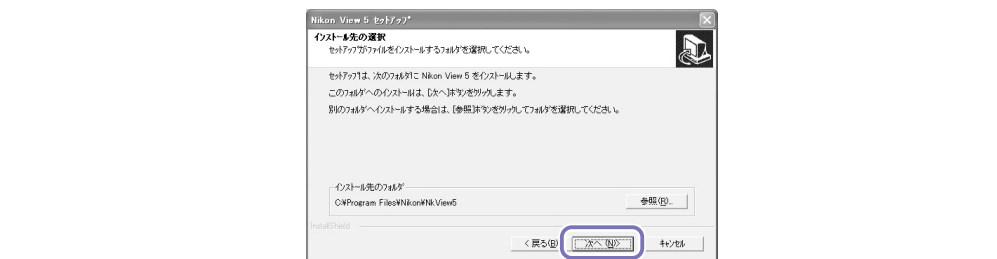 Nikon View 5 ｾｯﾄｱｯﾌﾟ
ｲﾝｽﾄｰﾙ先の選択
ｾｯﾄｱｯﾌﾟがﾌｧｲﾙをｲﾝｽﾄｰﾙするﾌｫﾙﾀﾞを選択してください。
ｾｯﾄｱｯﾌﾟは、次のﾌｫﾙﾀﾞに Nikon View 5 をｲﾝｽﾄｰﾙします。
このﾌｫﾙﾀﾞへのｲﾝｽﾄｰﾙは、[次へ]ﾎﾞﾀﾝをｸﾘｯｸします。
別のﾌｫﾙﾀﾞへｲﾝｽﾄｰﾙする場合は、[参照]ﾎﾞﾀﾝをｸﾘｯｸしてﾌｫﾙﾀﾞを選択してください。
ｲﾝｽﾄｰﾙ先のﾌｫﾙﾀﾞ
C:¥Program Files¥Nikon¥NkView5
参照(R)...
InstallShield
< 戻る(B)
次へ (N)>
ｷｬﾝｾﾙ